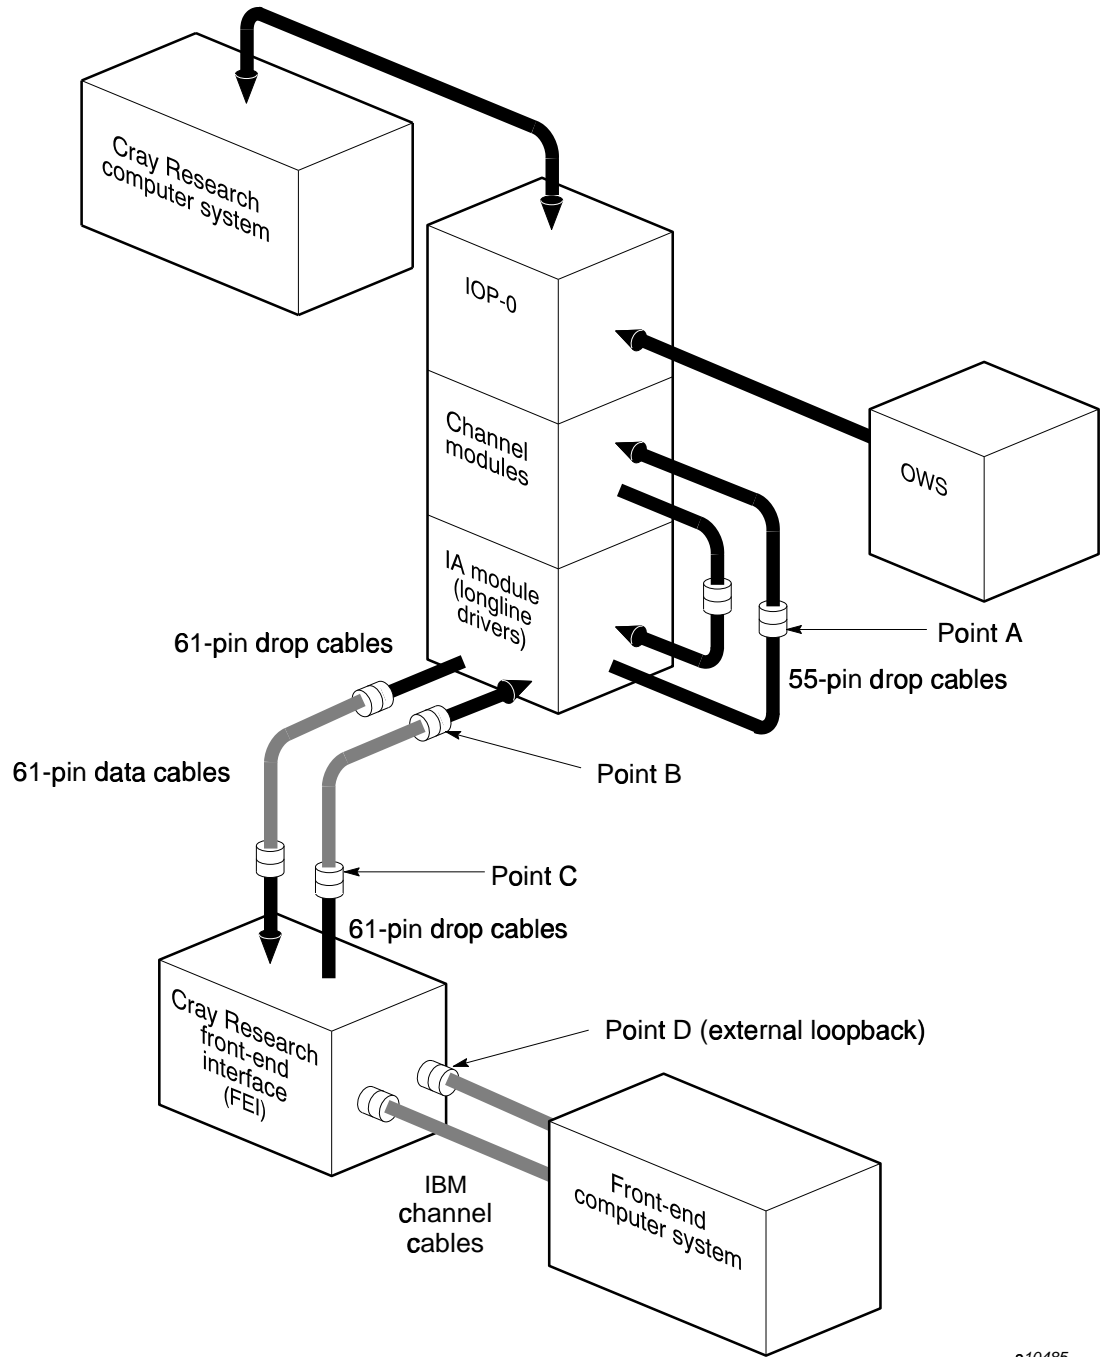 Cray Research
computer system
IOP-0
Channel
modules
OWS
IA module
(longline
drivers)
61-pin drop cables
Point A
55-pin drop cables
61-pin data cables
Point B
Point C
61-pin drop cables
Cray Research
front-end
interface
(FEI)
Point D (external loopback)
IBM
channel
cables
Front-end
computer system